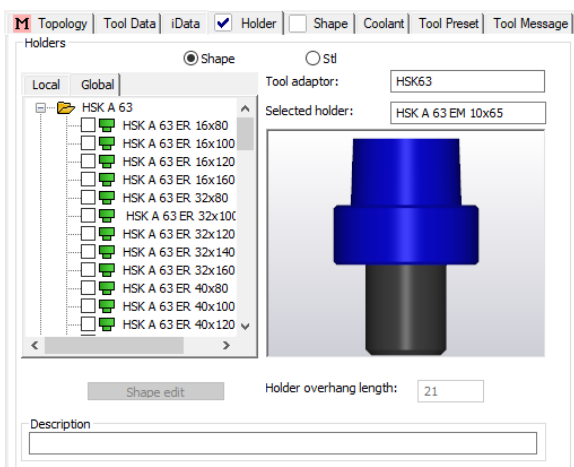 M Topology Tool Data iData Holder Shape Coolant Tool Preset Tool Message
Holders
Shape Stl
Local Global
Tool adaptor: HSK63
Selected holder: HSK A 63 EM 10x65
HSK A 63
HSK A 63 ER 16x80
HSK A 63 ER 16x100
HSK A 63 ER 16x120
HSK A 63 ER 16x160
HSK A 63 ER 32x80
HSK A 63 ER 32x100
HSK A 63 ER 32x120
HSK A 63 ER 32x140
HSK A 63 ER 32x160
HSK A 63 ER 40x80
HSK A 63 ER 40x100
HSK A 63 ER 40x120
Shape edit
Holder overhang length: 21
Description